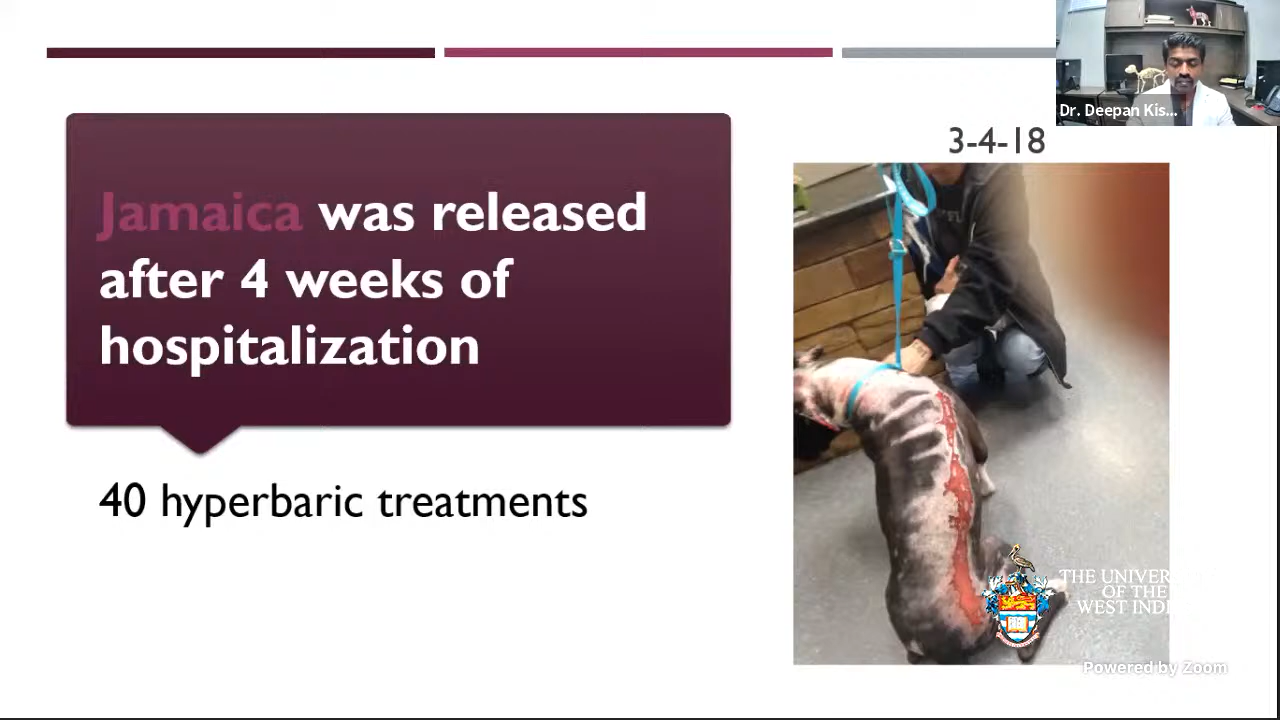 Dr. Deepan Kis...
3-4-18
Jamaica was released
after 4 weeks of
hospitalization
40 hyperbaric treatments
THE UNIVER
OF THE
WEST INDI
Powered by Zoom